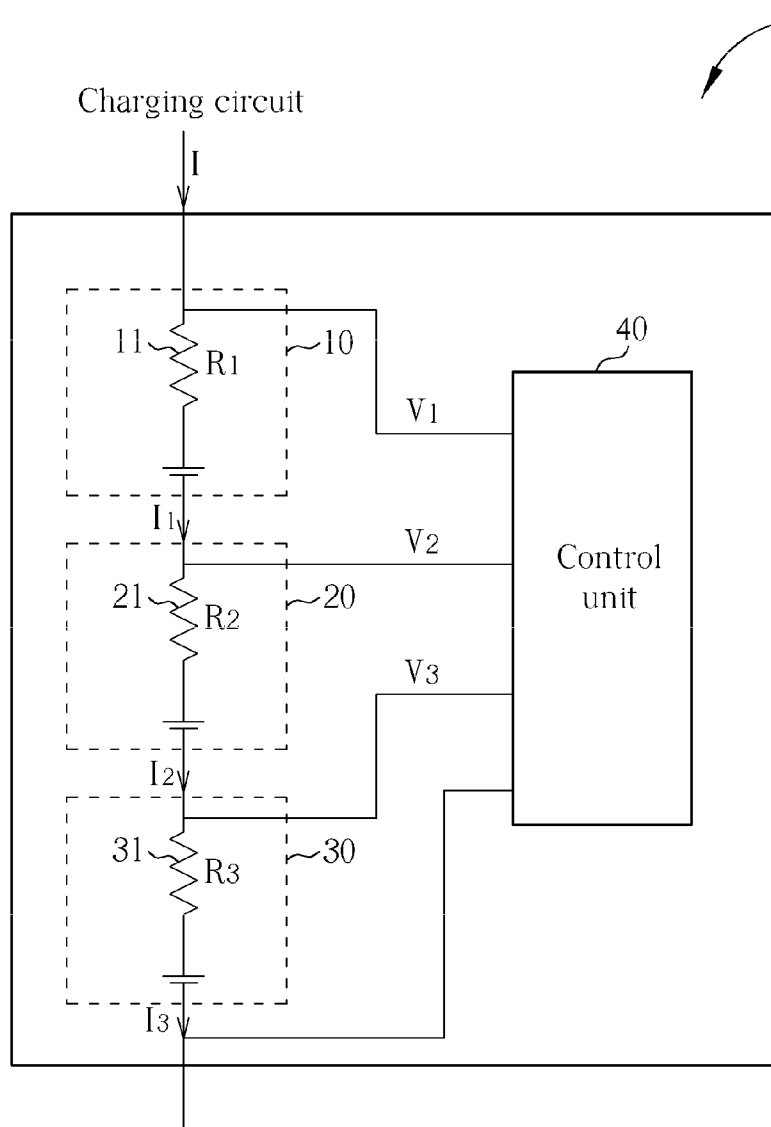 Charging circuit
I
11
R1
10
40
V1
I1
V2
21
R2
20
Control
unit
V3
I2
31
R3
30
I3